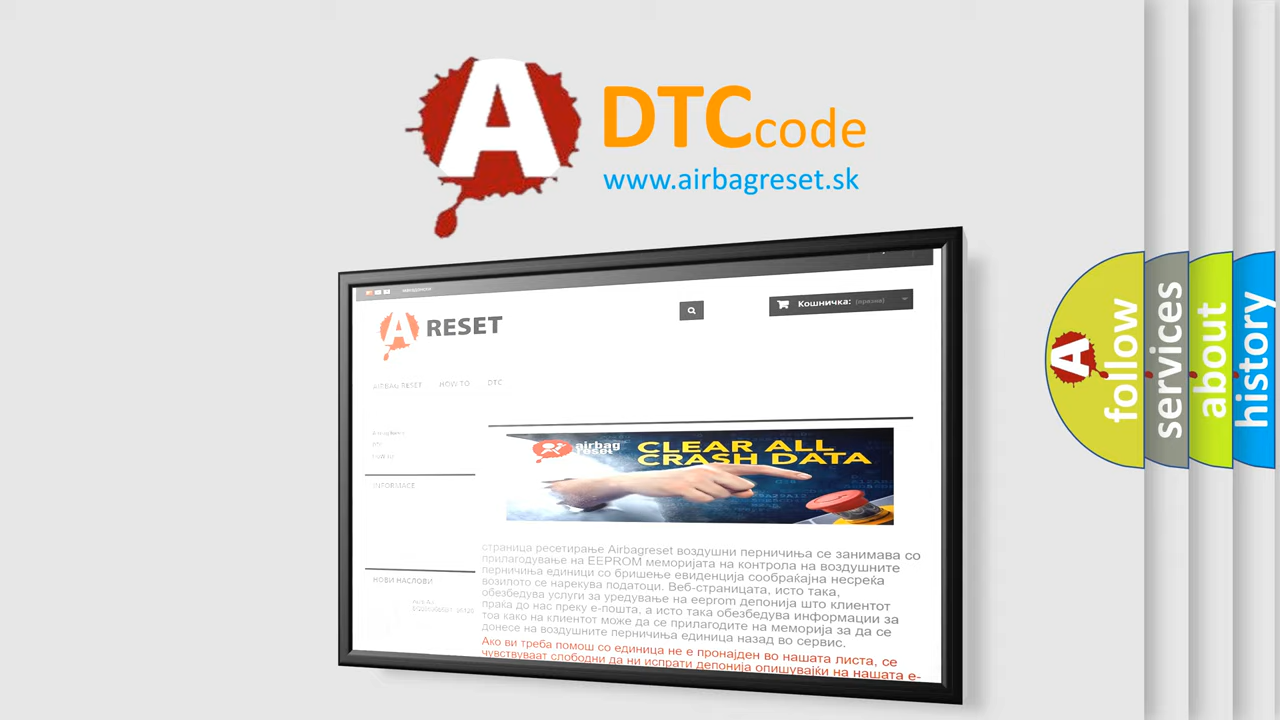 A
DTCcode
www.airbagreset.sk
A RESET
Кошничка: (празни)
AIRBAG RESET HOW TO DTC
airbag
reset
CLEAR ALL
CRASH DATA
INFORMACE
НОВИ НАСЛОВИ
страница ресетирање Airbagreset воздушни перничиња се занимава со
прилагодување на EEPROM меморијата на контрола на воздушните
перничиња единици со бришење евиденција сообраќајна несреќа
возилото се нарекува податоци. Веб-страницата, исто така,
обезбедува услуги за уредување на eeprom депонија што клиентот
праќа до нас преку е-пошта, а исто така обезбедува информации за
тоа како на клиентот може да се прилагодите на меморија за да се
донесе на воздушните перничиња единица назад во сервис.
Ако ви треба помош со единица не е пронајден во нашата листа, се
чувствуваат слободни да ни испрати депонија опишувајќи на нашата е-
A
follow
services
about
history